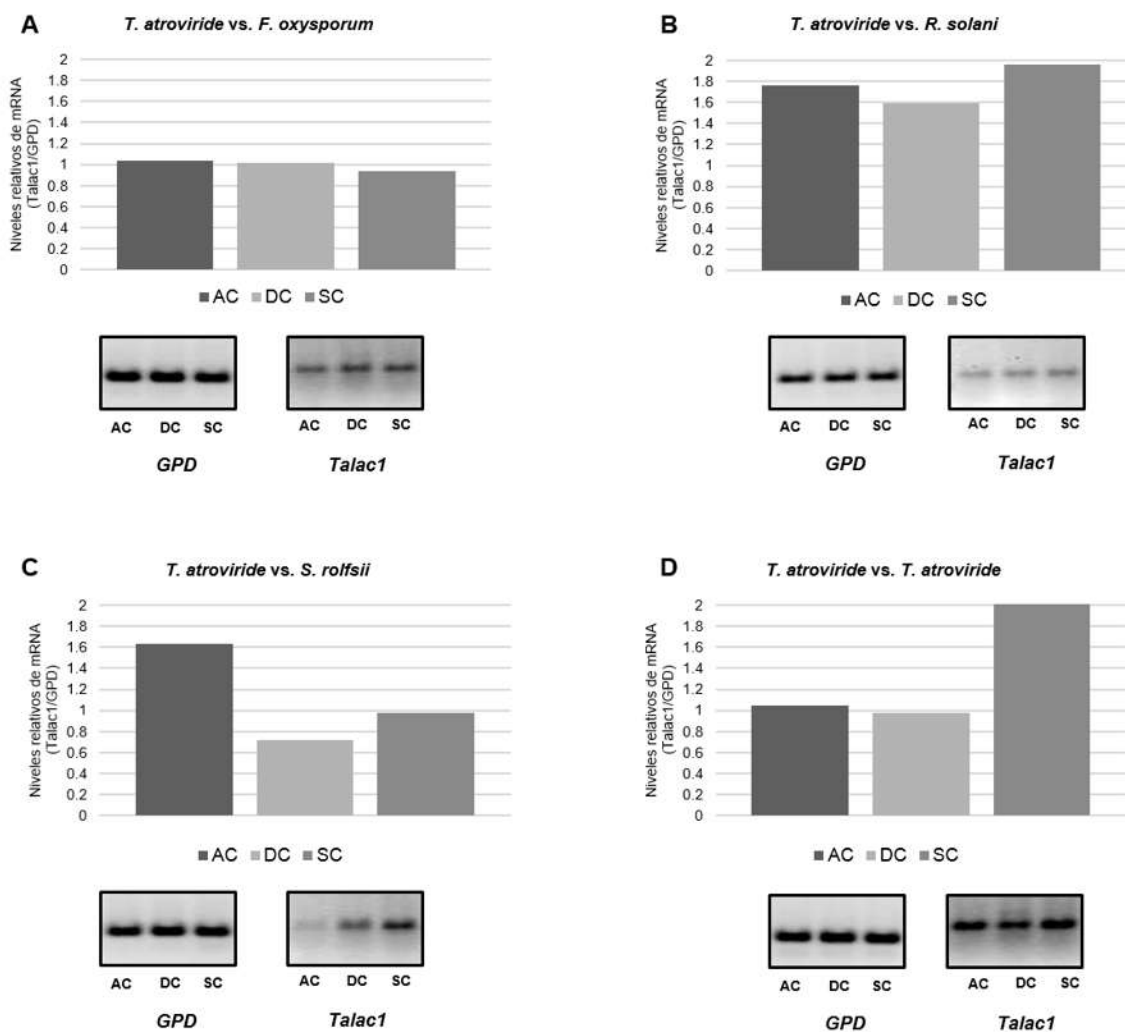 A
T. atroviride vs. F. oxysporum
Niveles relativos de mRNA
(Talac1/GPD)
2
1.8
1.6
1.4
1.2
1
0.8
0.6
0.4
0.2
0
AC DC SC
AC DC SC
GPD
AC DC SC
Talac1
B
T. atroviride vs. R. solani
Niveles relativos de mRNA
(Talac1/GPD)
2
1.8
1.6
1.4
1.2
1
0.8
0.6
0.4
0.2
0
AC DC SC
AC DC SC
GPD
AC DC SC
Talac1
C
T. atroviride vs. S. rolfsii
Niveles relativos de mRNA
(Talac1/GPD)
2
1.8
1.6
1.4
1.2
1
0.8
0.6
0.4
0.2
0
AC DC SC
AC DC SC
GPD
AC DC SC
Talac1
D
T. atroviride vs. T. atroviride
Niveles relativos de mRNA
(Talac1/GPD)
2
1.8
1.6
1.4
1.2
1
0.8
0.6
0.4
0.2
0
AC DC SC
AC DC SC
GPD
AC DC SC
Talac1